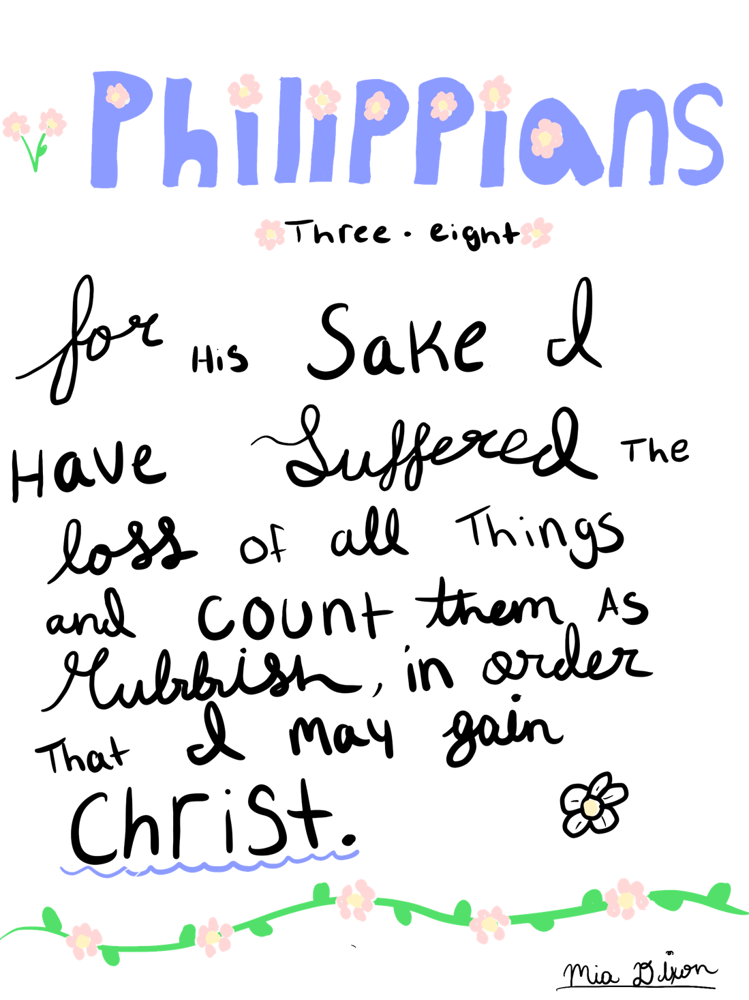 Philippians
Three · eight
for His Sake I
Have Suffered The
loss of all Things
and count them As
Rubbish, in order
That I may gain
Christ.
Mia Dixon